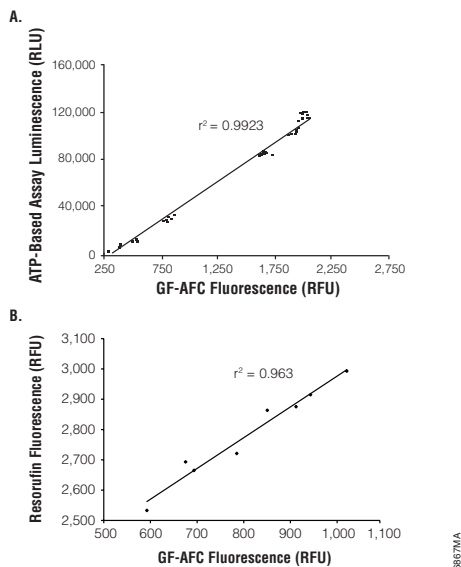 A.
ATP-Based Assay Luminescence (RLU)
160,000
120,000
80,000
40,000
0
r² = 0.9923
250 750 1,250 1,750 2,250 2,750
GF-AFC Fluorescence (RFU)
B.
Resorufin Fluorescence (RFU)
3,100
3,000
2,900
2,800
2,700
2,600
2,500
r² = 0.963
500 600 700 800 900 1,000 1,100
GF-AFC Fluorescence (RFU)